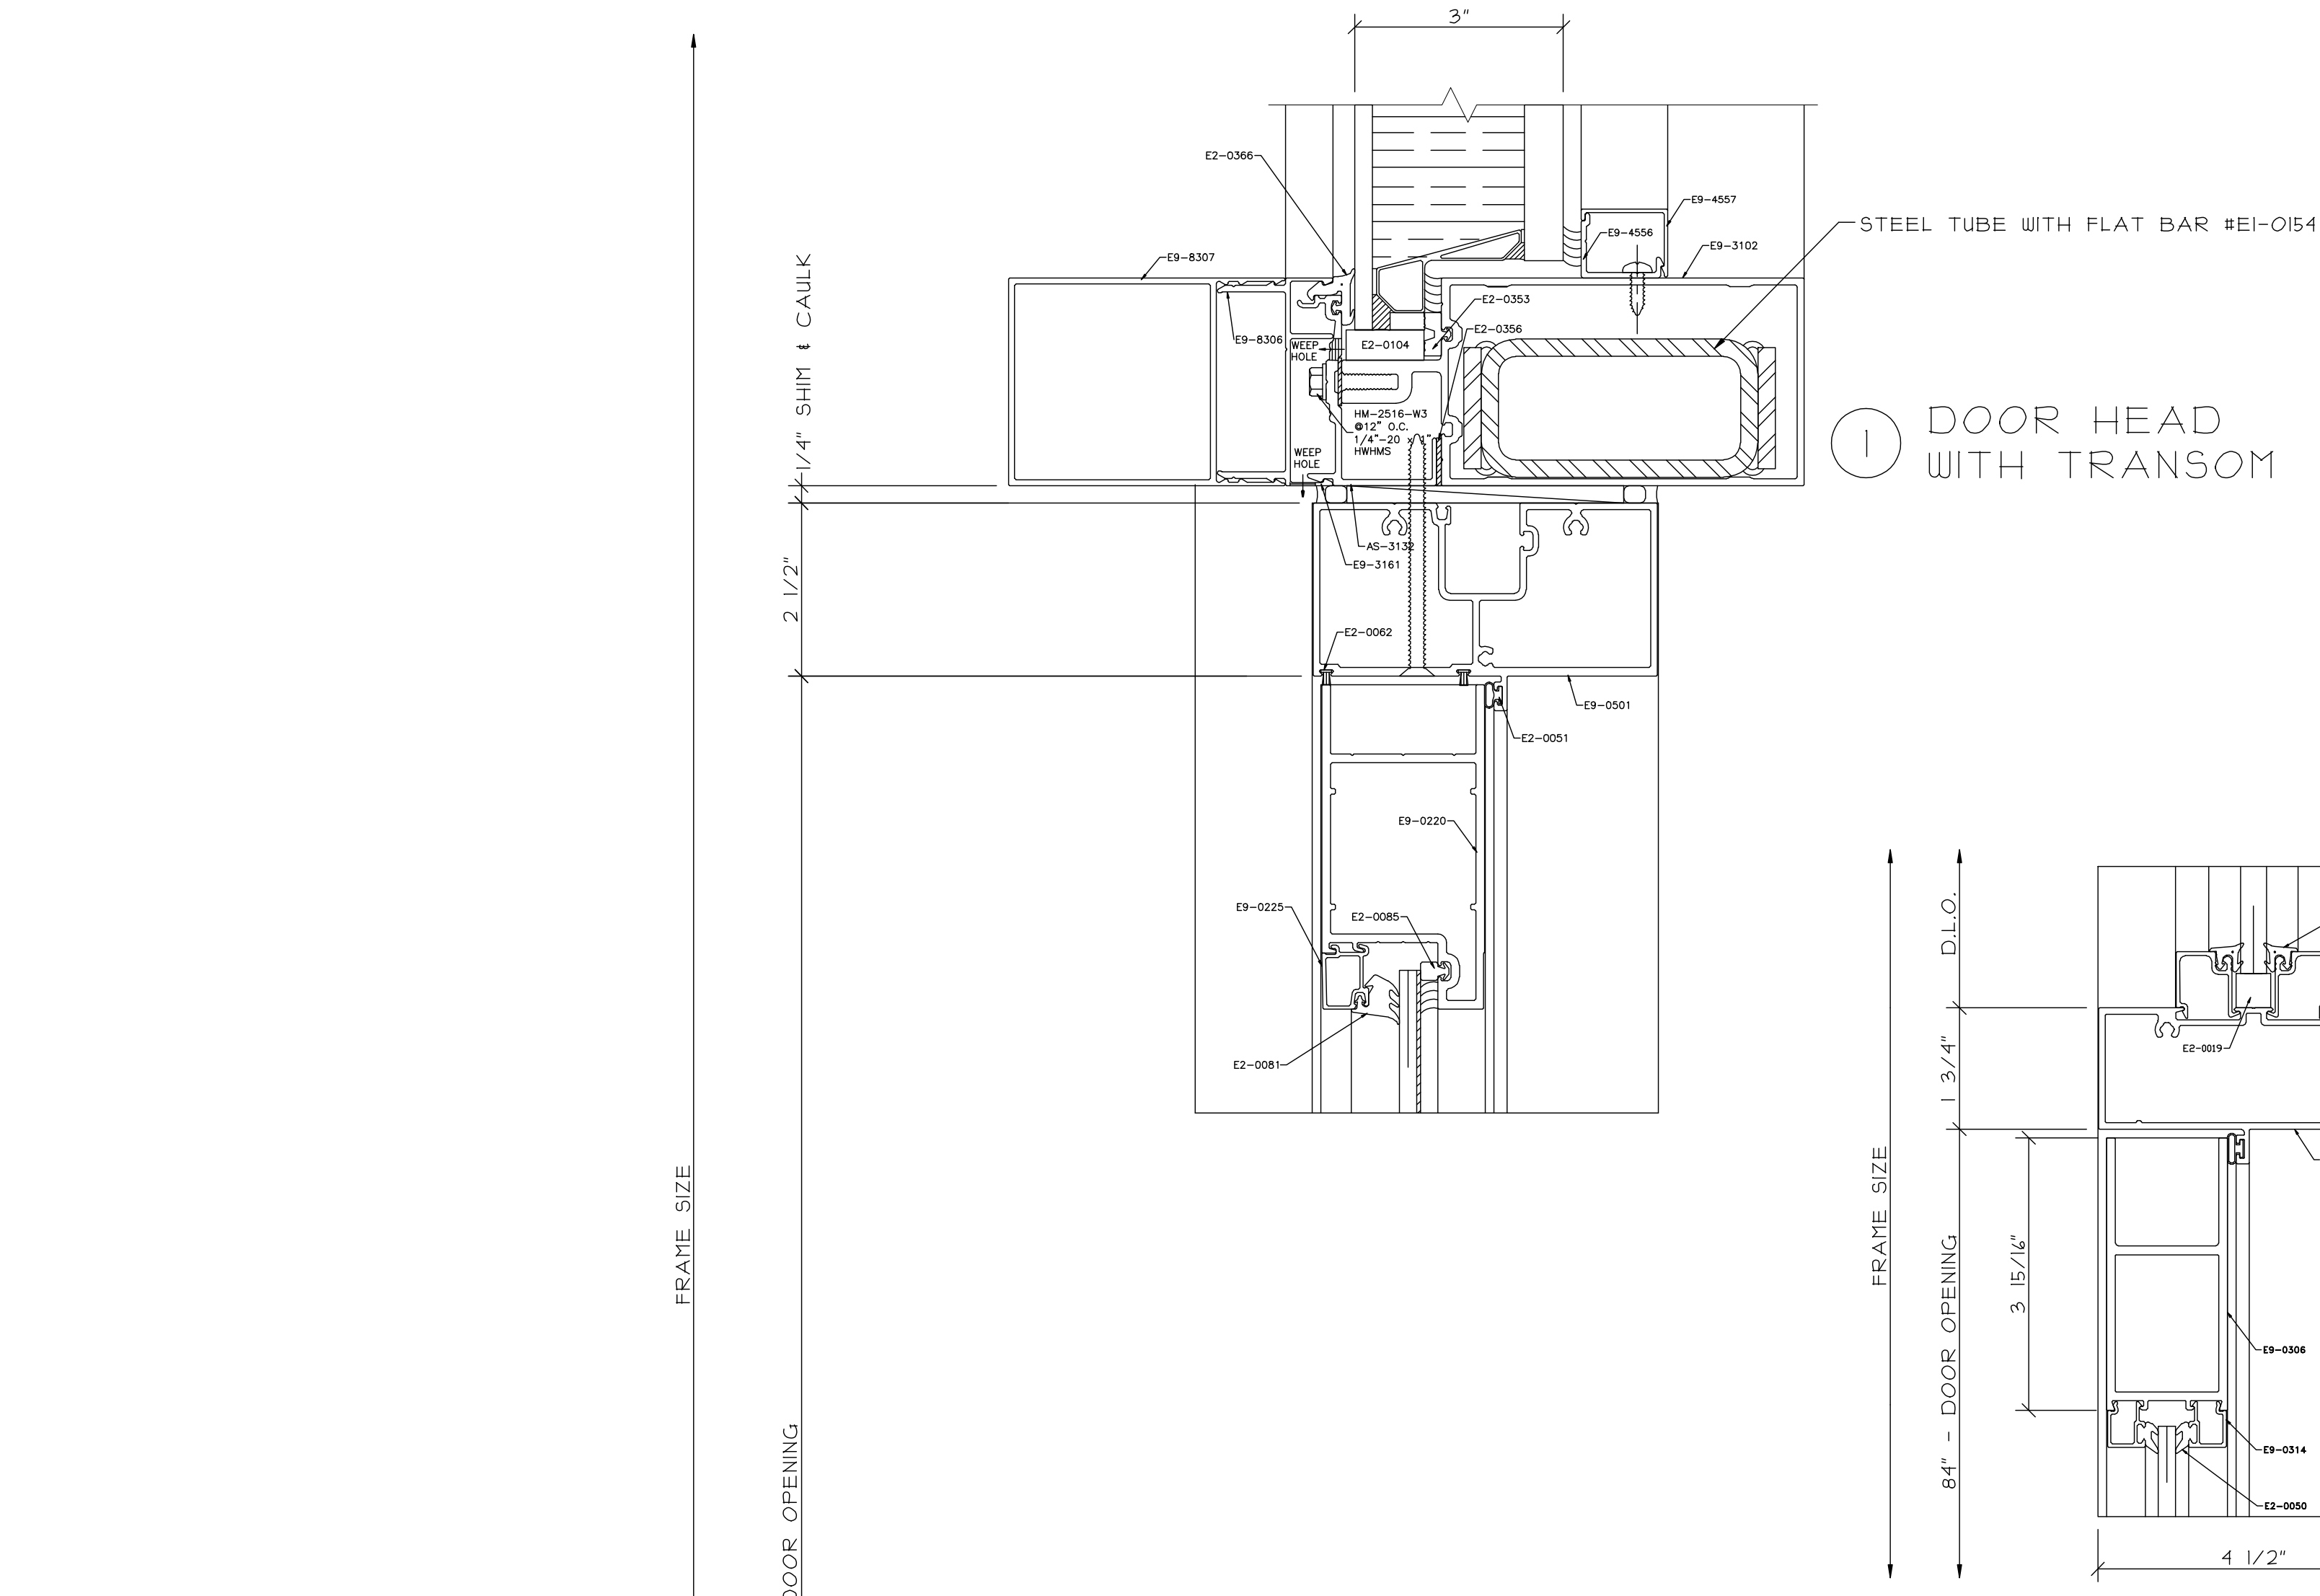 3"
E2-0366
E9-4557
STEEL TUBE WITH FLAT BAR #E1-0154
E9-4556
E9-3102
E9-8307
E2-0353
E2-0356
E9-8306
WEEP
HOLE
E2-0104
1/4" SHIM & CAULK
HM-2516-W3
@12" O.C.
1/4"-20 x 1"
HWHMS
WEEP
HOLE
1
DOOR HEAD
WITH TRANSOM
AS-3132
E9-3161
2 1/2"
E2-0062
E9-0501
E2-0051
E9-0220
E9-0225
E2-0085
E2-0081
FRAME SIZE
DOOR OPENING
D.L.O.
E2-0019
1 3/4"
FRAME SIZE
84" - DOOR OPENING
3 15/16"
E9-0306
E9-0314
E2-0050
4 1/2"